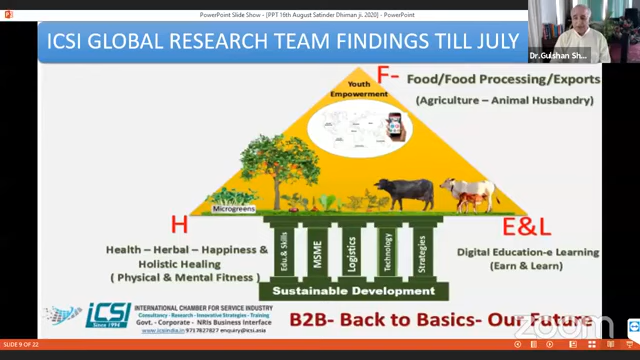 PowerPoint Slide Show - [PPT 16th August Satinder Dhiman ji. 2020] - PowerPoint
ICSI GLOBAL RESEARCH TEAM FINDINGS TILL JULY
Dr.Gulshan Sh...
F- Food/Food Processing/Exports
(Agriculture – Animal Husbandry)
Youth
Empowerment
Microgreens
H
Health – Herbal – Happiness &
Holistic Healing
( Physical & Mental Fitness )
E&L
Digital Education-e Learning
(Earn & Learn)
Edu.& Skills
MSME
Logistics
Technology
Strategies
Sustainable Development
iCSI
Since 1994
INTERNATIONAL CHAMBER FOR SERVICE INDUSTRY
Consultancy - Research - Innovative Strategies - Training
Govt. - Corporate - NRIs Business Interface
www.icsindia.in 9717827827 enquiry@icsi.asia
B2B- Back to Basics- Our Future
zoom
SLIDE 9 OF 22